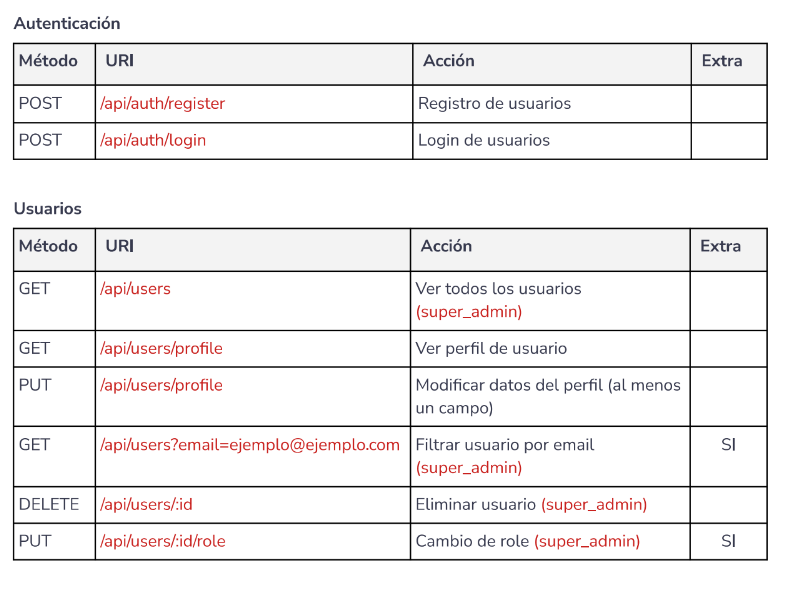 Autenticación
Método URI Acción Extra
POST /api/auth/register Registro de usuarios
POST /api/auth/login Login de usuarios
Usuarios
Método URI Acción Extra
GET /api/users Ver todos los usuarios
(super_admin)
GET /api/users/profile Ver perfil de usuario
PUT /api/users/profile Modificar datos del perfil (al menos
un campo)
GET /api/users?email=ejemplo@ejemplo.com Filtrar usuario por email SI
(super_admin)
DELETE /api/users/:id Eliminar usuario (super_admin)
PUT /api/users/:id/role Cambio de role (super_admin) SI